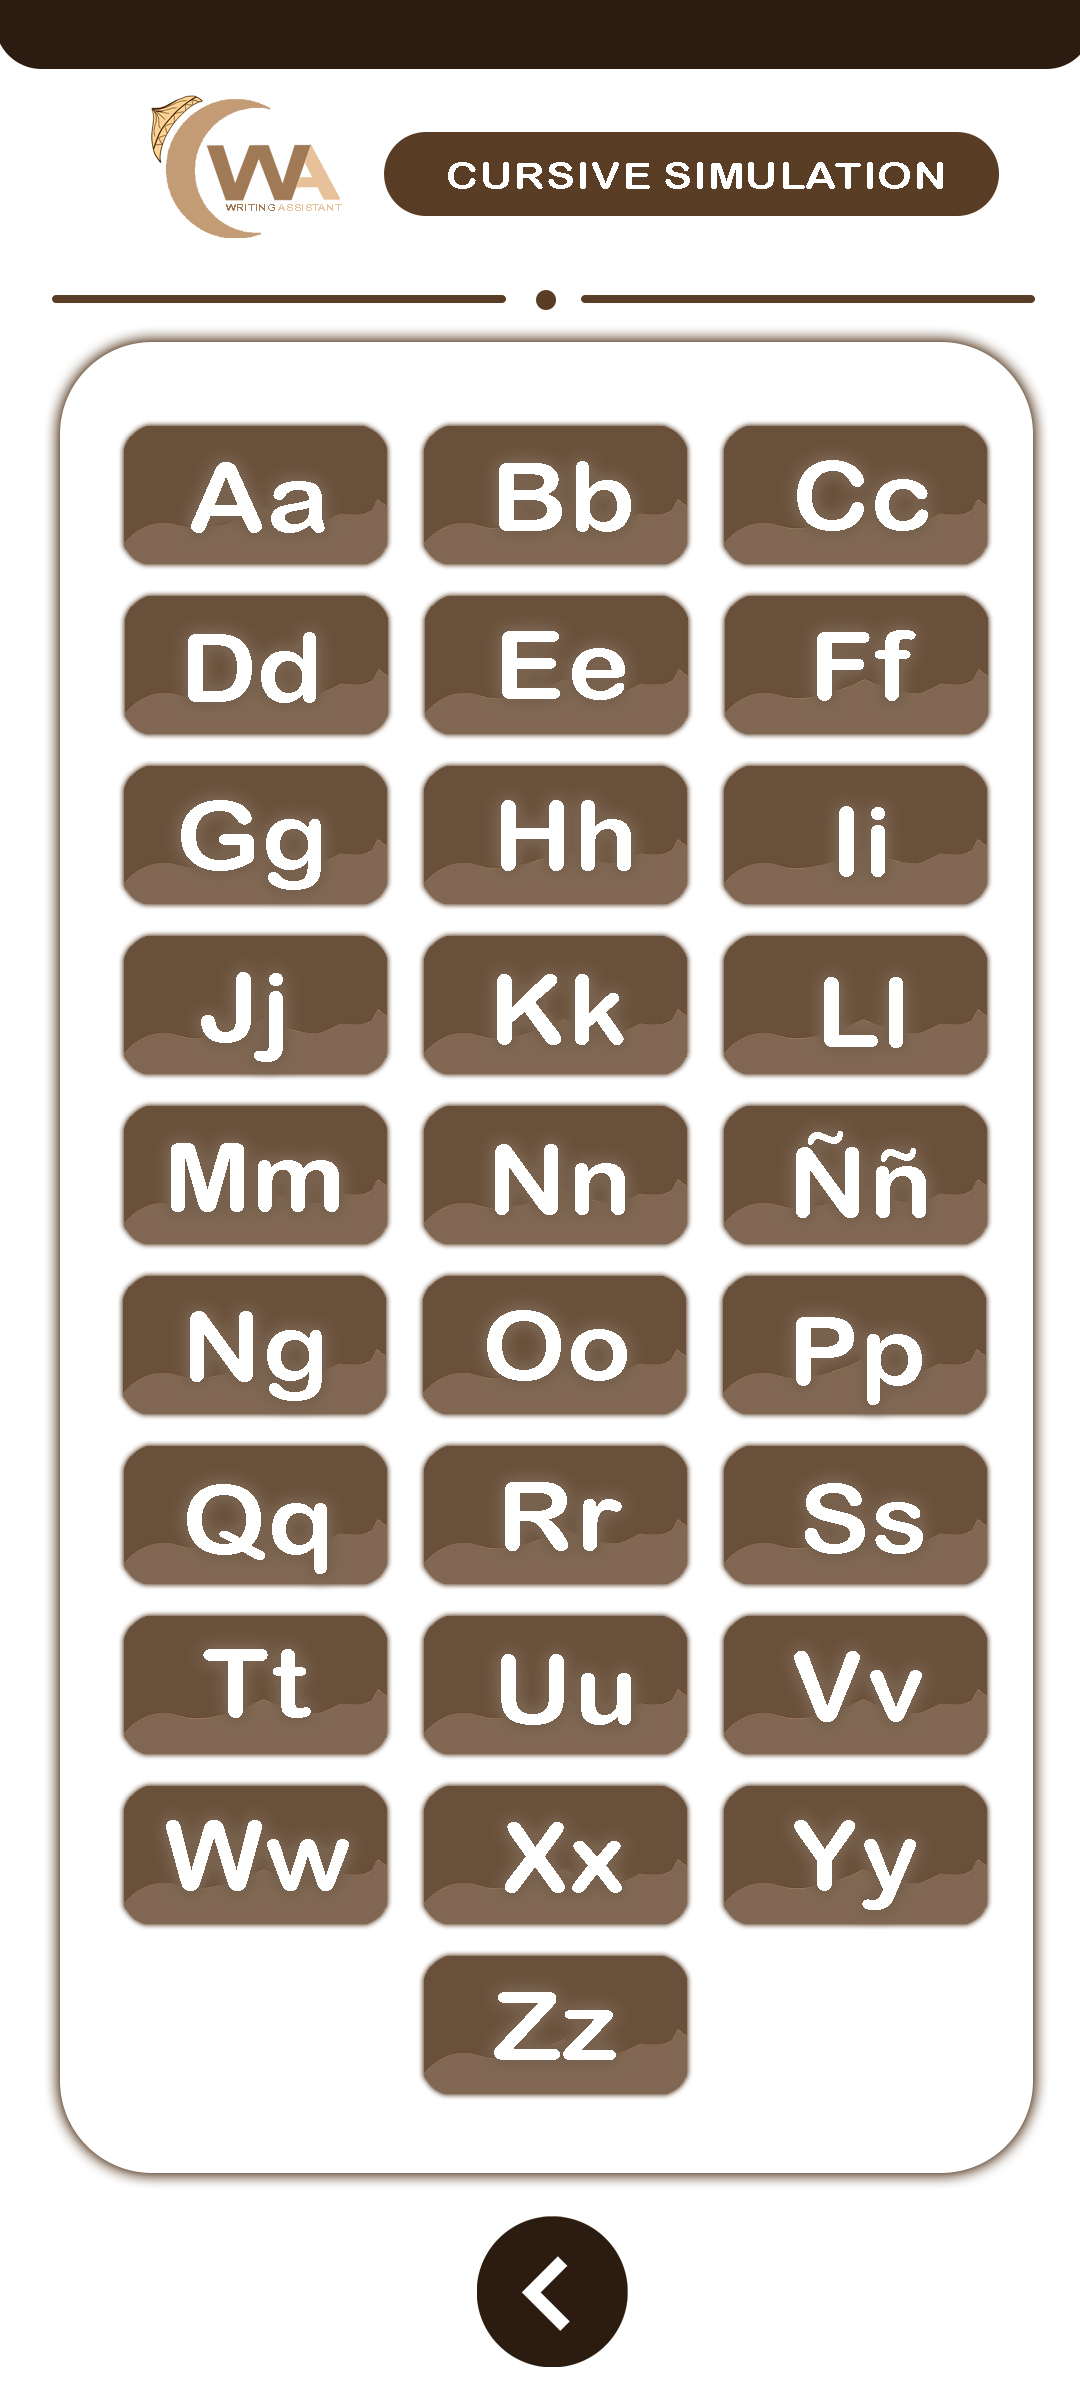 WA
WRITING ASSISTANT
CURSIVE SIMULATION
Aa Bb Cc
Dd Ee Ff
Gg Hh Ii
Jj Kk Ll
Mm Nn Ññ
Ng Oo Pp
Qq Rr Ss
Tt Uu Vv
Ww Xx Yy
Zz